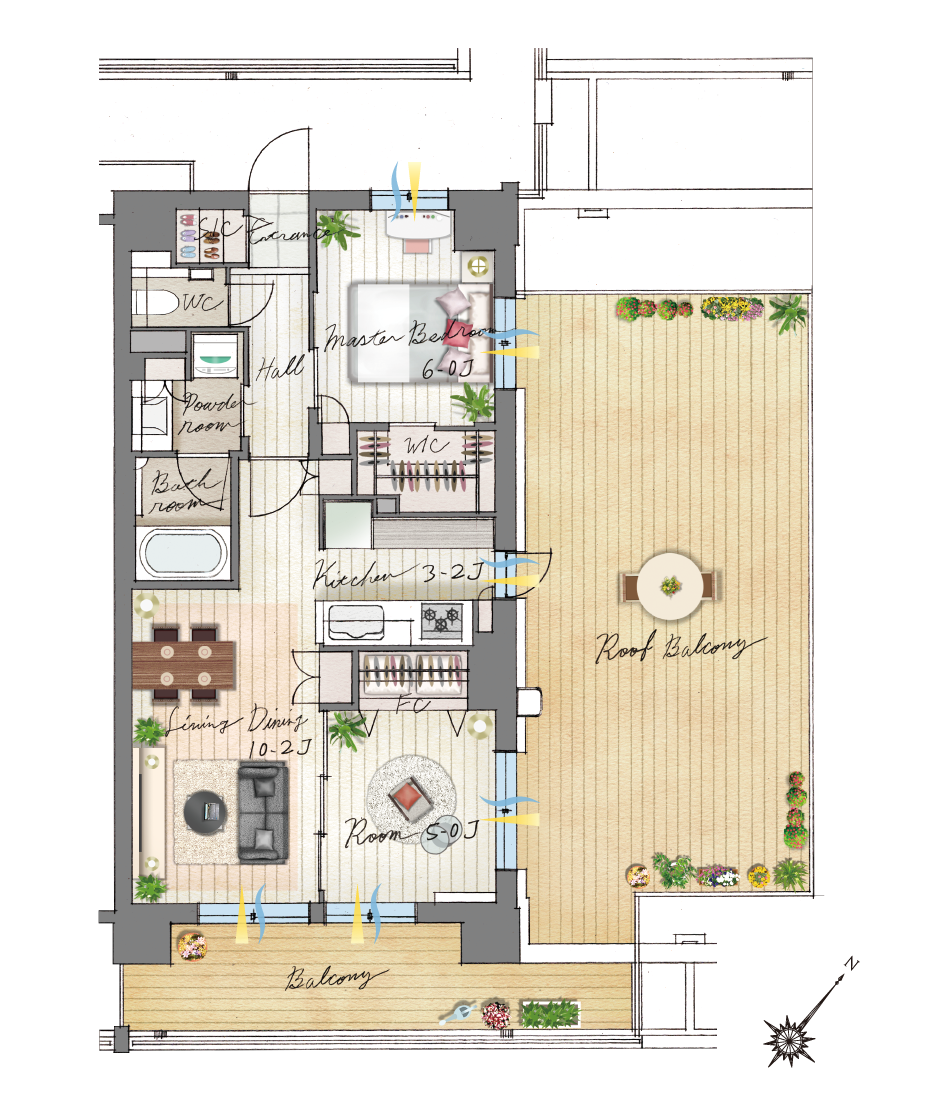 SIC Entrance
WC
Master Bedroom
6-0J
Hall
Powder
room
WIC
Bath
room
Kitchen 3-2J
Roof Balcony
FC
Living Dining
10-2J
Room 5-0J
Balcony
N